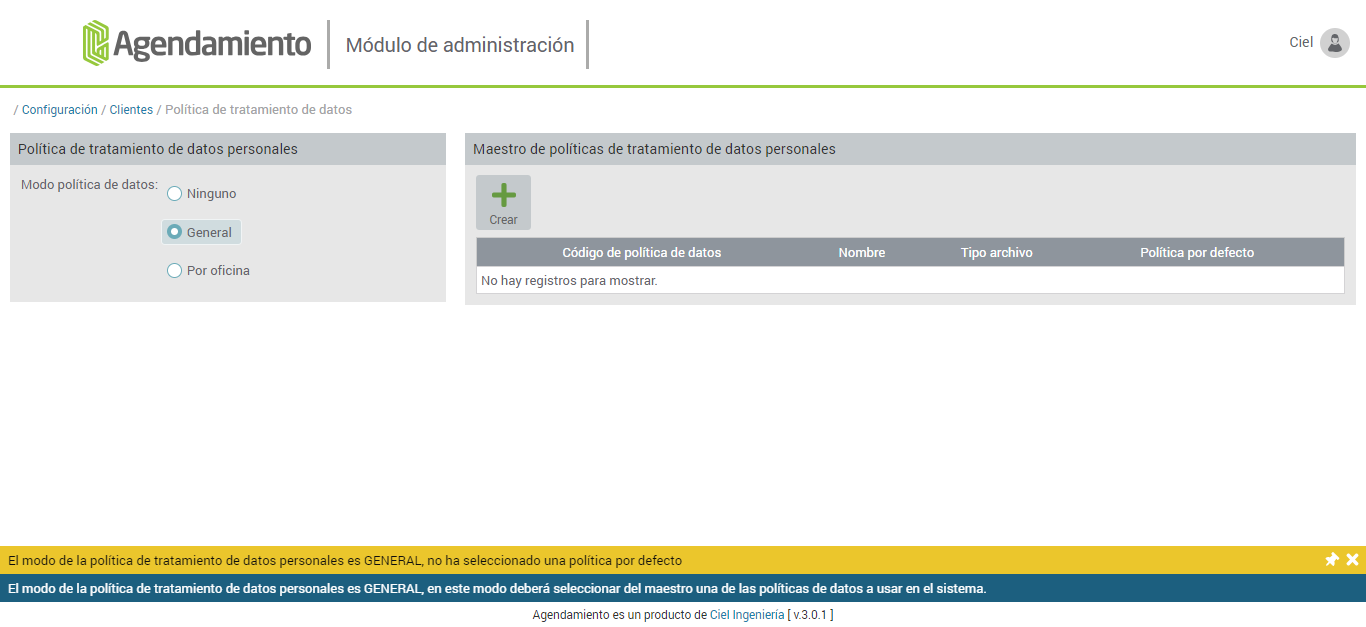 Agendamiento
Módulo de administración
Ciel
/ Configuración / Clientes / Política de tratamiento de datos
Política de tratamiento de datos personales
Modo política de datos:
Ninguno
General
Por oficina
Maestro de políticas de tratamiento de datos personales
Crear
Código de política de datos Nombre Tipo archivo Política por defecto
No hay registros para mostrar.
El modo de la política de tratamiento de datos personales es GENERAL, no ha seleccionado una política por defecto
El modo de la política de tratamiento de datos personales es GENERAL, en este modo deberá seleccionar del maestro una de las políticas de datos a usar en el sistema.
Agendamiento es un producto de Ciel Ingeniería [ v.3.0.1 ]